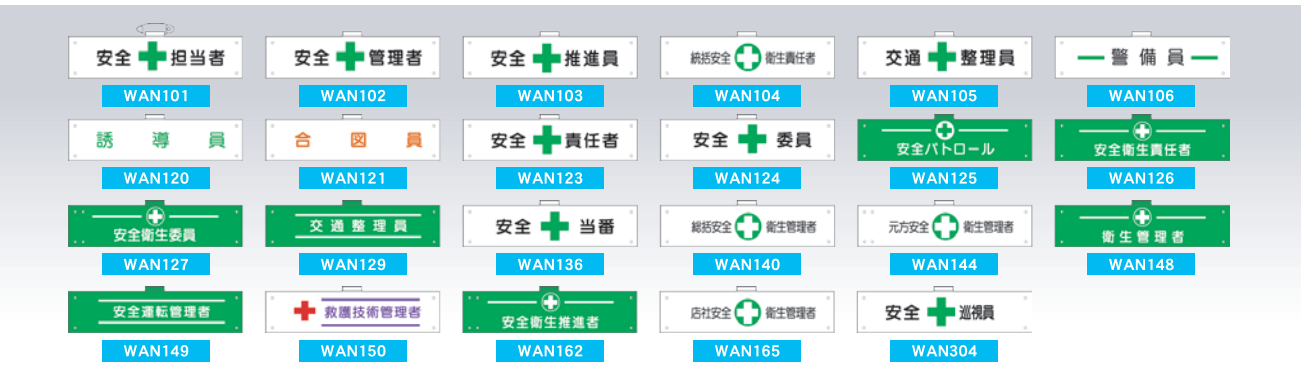 安全 担当者
安全 管理者
安全 推進員
統括安全 衛生責任者
交通 整理員
警備員
WAN101
WAN102
WAN103
WAN104
WAN105
WAN106
誘導員
合図員
安全 責任者
安全 委員
安全パトロール
安全衛生責任者
WAN120
WAN121
WAN123
WAN124
WAN125
WAN126
安全衛生委員
交通整理員
安全 当番
総括安全 衛生管理者
元方安全 衛生管理者
衛生管理者
WAN127
WAN129
WAN136
WAN140
WAN144
WAN148
安全運転管理者
救護技術管理者
安全衛生推進者
店社安全 衛生管理者
安全 巡視員
WAN149
WAN150
WAN162
WAN165
WAN304